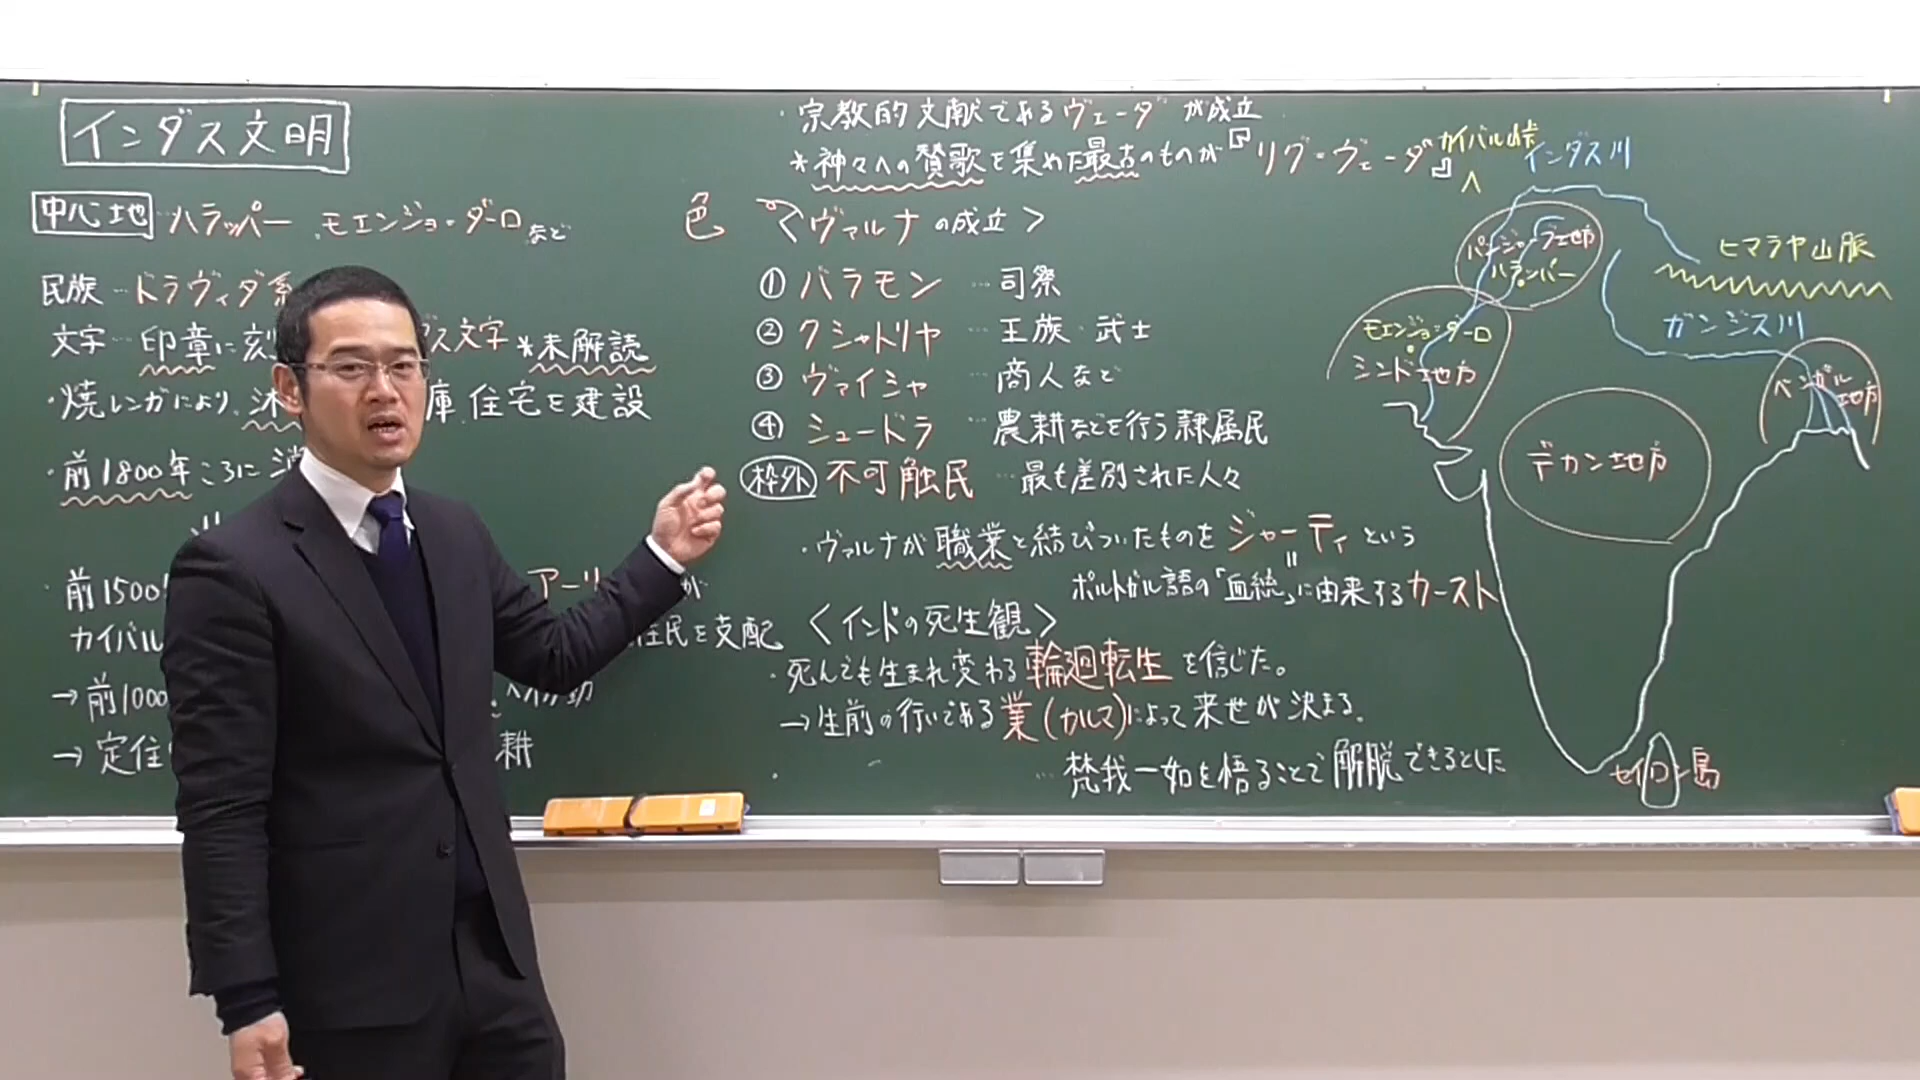 インダス文明
中心地 ハラッパー モエンジョ=ダーロなど
民族…ドラヴィダ系
文字…印章に刻 ダス文字 *未解読
・焼レンガにより、沐 庫、住宅を建設
・前1800年ころに
・前1500 アーリ が
カイバル 住民を支配
→前1000 移動
→定住 耕
・宗教的文献であるヴェーダが成立
*神々への賛歌を集めた最古のものが『リグ=ヴェーダ』
色 〈ヴァルナの成立〉
① バラモン …司祭
② クシャトリヤ …王族・武士
③ ヴァイシャ …商人など
④ シュードラ …農耕などを行う隷属民
枠外 不可触民 …最も差別された人々
・ヴァルナが職業と結びついたものをジャーティという
=
ポルトガル語の「血統」に由来するカースト
〈インドの死生観〉
・死んでも生まれ変わる輪廻転生を信じた。
→生前の行いである業(カルマ)によって来世が決まる。
・ …梵我一如を悟ることで解脱できるとした
カイバル峠
インダス川
パンジャーブ地方
ハラッパー
ヒマラヤ山脈
ガンジス川
モエンジョ=ダーロ
シンド地方
ベンガル地方
デカン地方
セイロン島